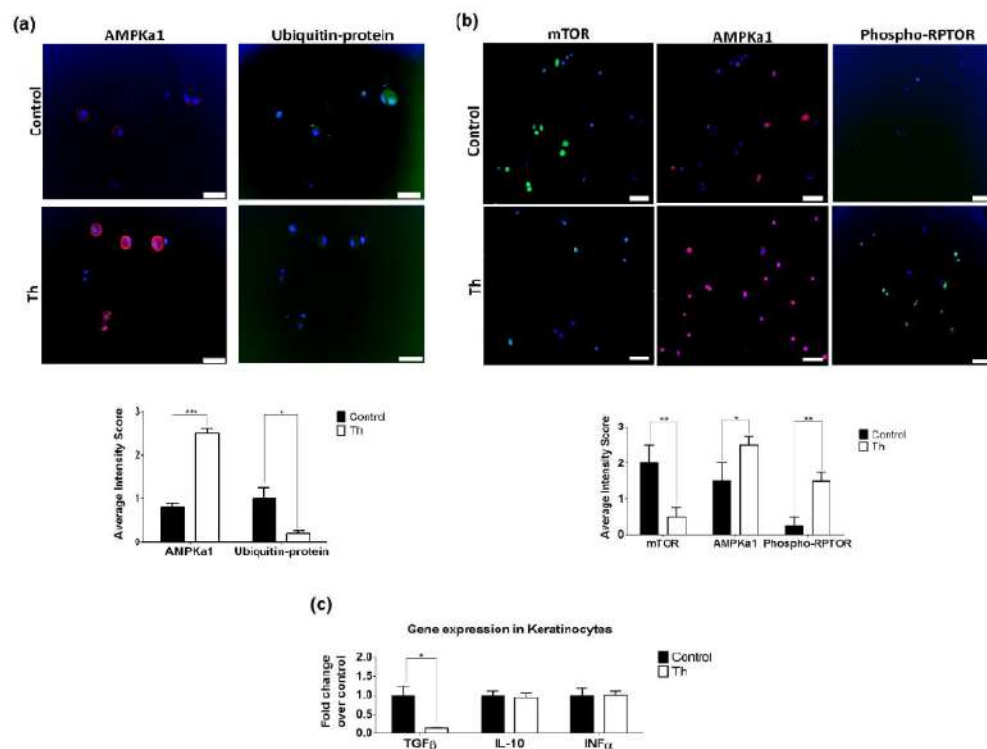 (a)
AMPKa1 Ubiquitin-protein
Control
Th
3
2
1
0
Average Intensity Score
***
*
Control
Th
AMPKa1 Ubiquitin-protein
(b)
mTOR AMPKa1 Phospho-RPTOR
Control
Th
3
2
1
0
Average Intensity Score
**
*
**
Control
Th
mTOR AMPKa1 Phospho-RPTOR
(c)
Gene expression in Keratinocytes
2.0
1.5
1.0
0.5
0.0
Fold change
over control
*
Control
Th
TGFβ IL-10 INFα